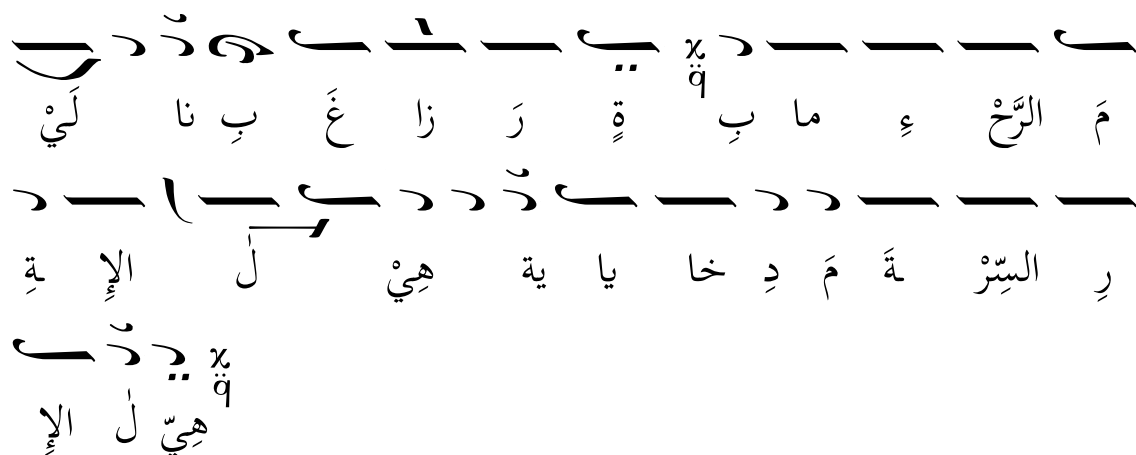 لَيْ نا بِ غَ زا رَ ةٍ بِ ما ءِ الرَّحْ مَ
ـةِ الإِ لٰ هِيْ ية يا خا دِ مَ ـةَ السِّرْ رِ
الإِ لٰ هِيّ